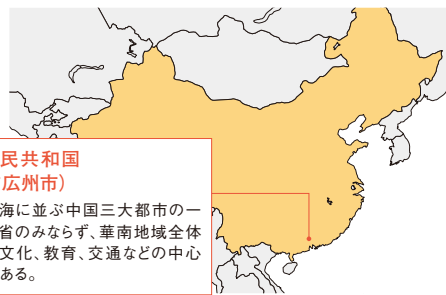 民共和国
広州市）
海に並ぶ中国三大都市の一
省のみならず、華南地域全体
文化、教育、交通などの中心
ある。